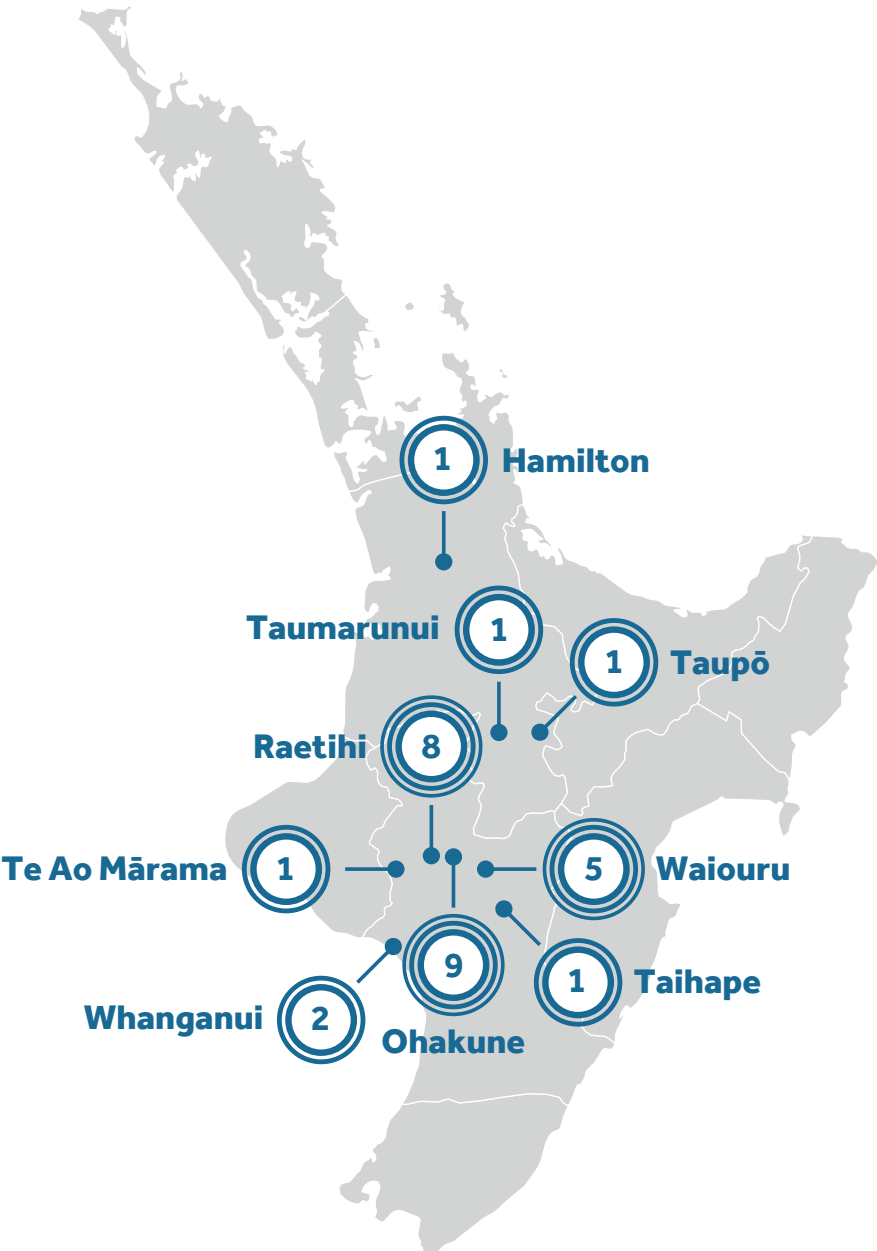 1 Hamilton
Taumarunui 1
1 Taupō
Raetihi 8
Te Ao Mārama 1
5 Waiouru
9
Ohakune
1 Taihape
Whanganui 2